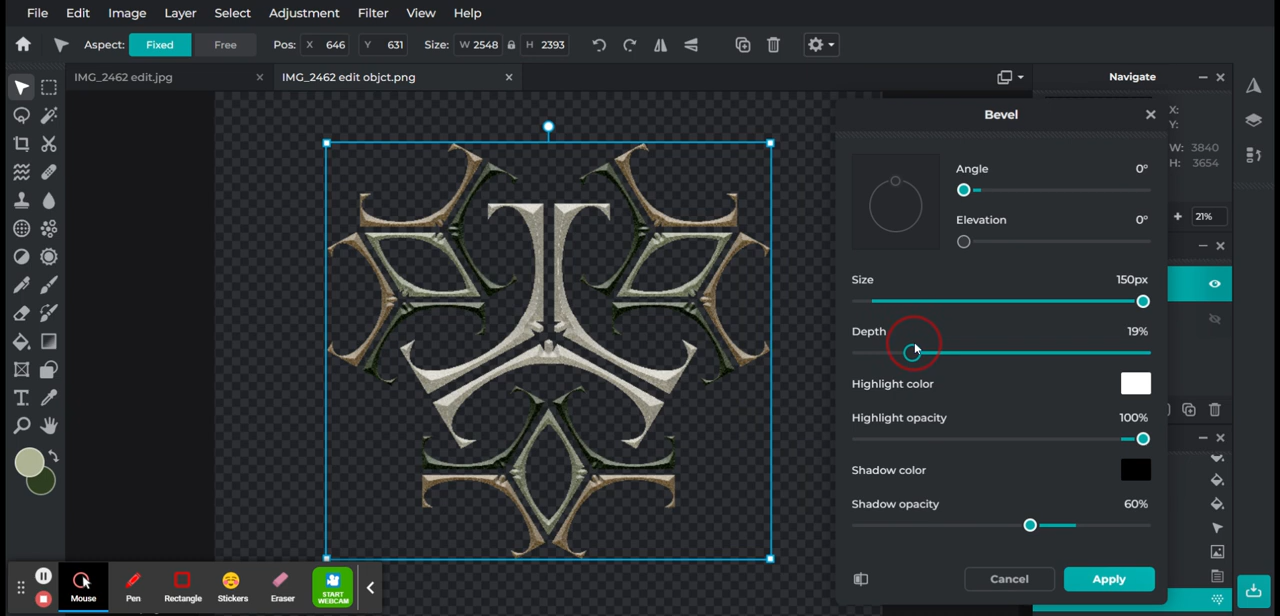 File Edit Image Layer Select Adjustment Filter View Help
Aspect: Fixed Free Pos: X 646 Y 631 Size: W 2548 H 2393
IMG_2462 edit.jpg IMG_2462 edit objct.png Navigate
Bevel
X:
Y:
W: 3840
H: 3654
Angle 0°
21%
Elevation 0°
Size 150px
Depth 19%
Highlight color
Highlight opacity 100%
Shadow color
Shadow opacity 60%
Cancel Apply
Mouse Pen Rectangle Stickers Eraser START
WEBCAM